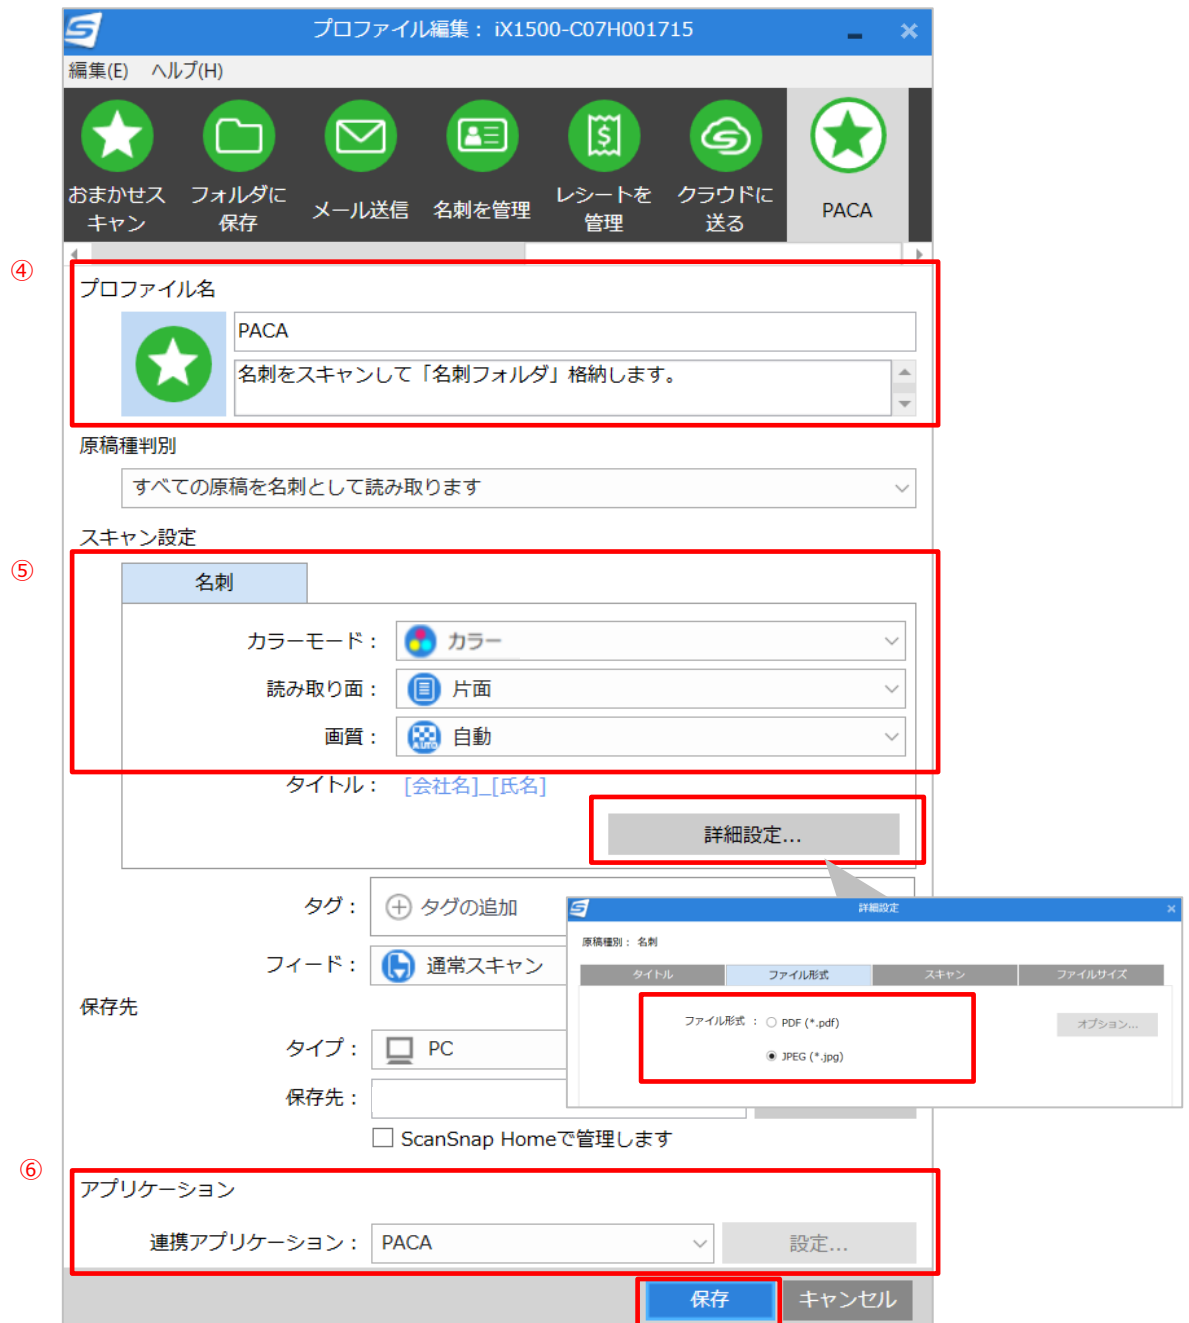 プロファイル編集： iX1500-C07H001715
編集(E) ヘルプ(H)
おまかせス
キャン
フォルダに
保存
メール送信
名刺を管理
レシートを
管理
クラウドに
送る
PACA
④
プロファイル名
PACA
名刺をスキャンして「名刺フォルダ」格納します。
原稿種判別
すべての原稿を名刺として読み取ります
スキャン設定
⑤
名刺
カラーモード： カラー
読み取り面： 片面
画質： AUTO 自動
タイトル： [会社名]_[氏名]
詳細設定...
タグ： タグの追加
フィード： 通常スキャン
詳細設定
原稿種別： 名刺
タイトル ファイル形式 スキャン ファイルサイズ
ファイル形式 ： PDF (*.pdf)
オプション...
JPEG (*.jpg)
保存先
タイプ： PC
保存先：
ScanSnap Homeで管理します
⑥
アプリケーション
連携アプリケーション： PACA 設定...
保存 キャンセル